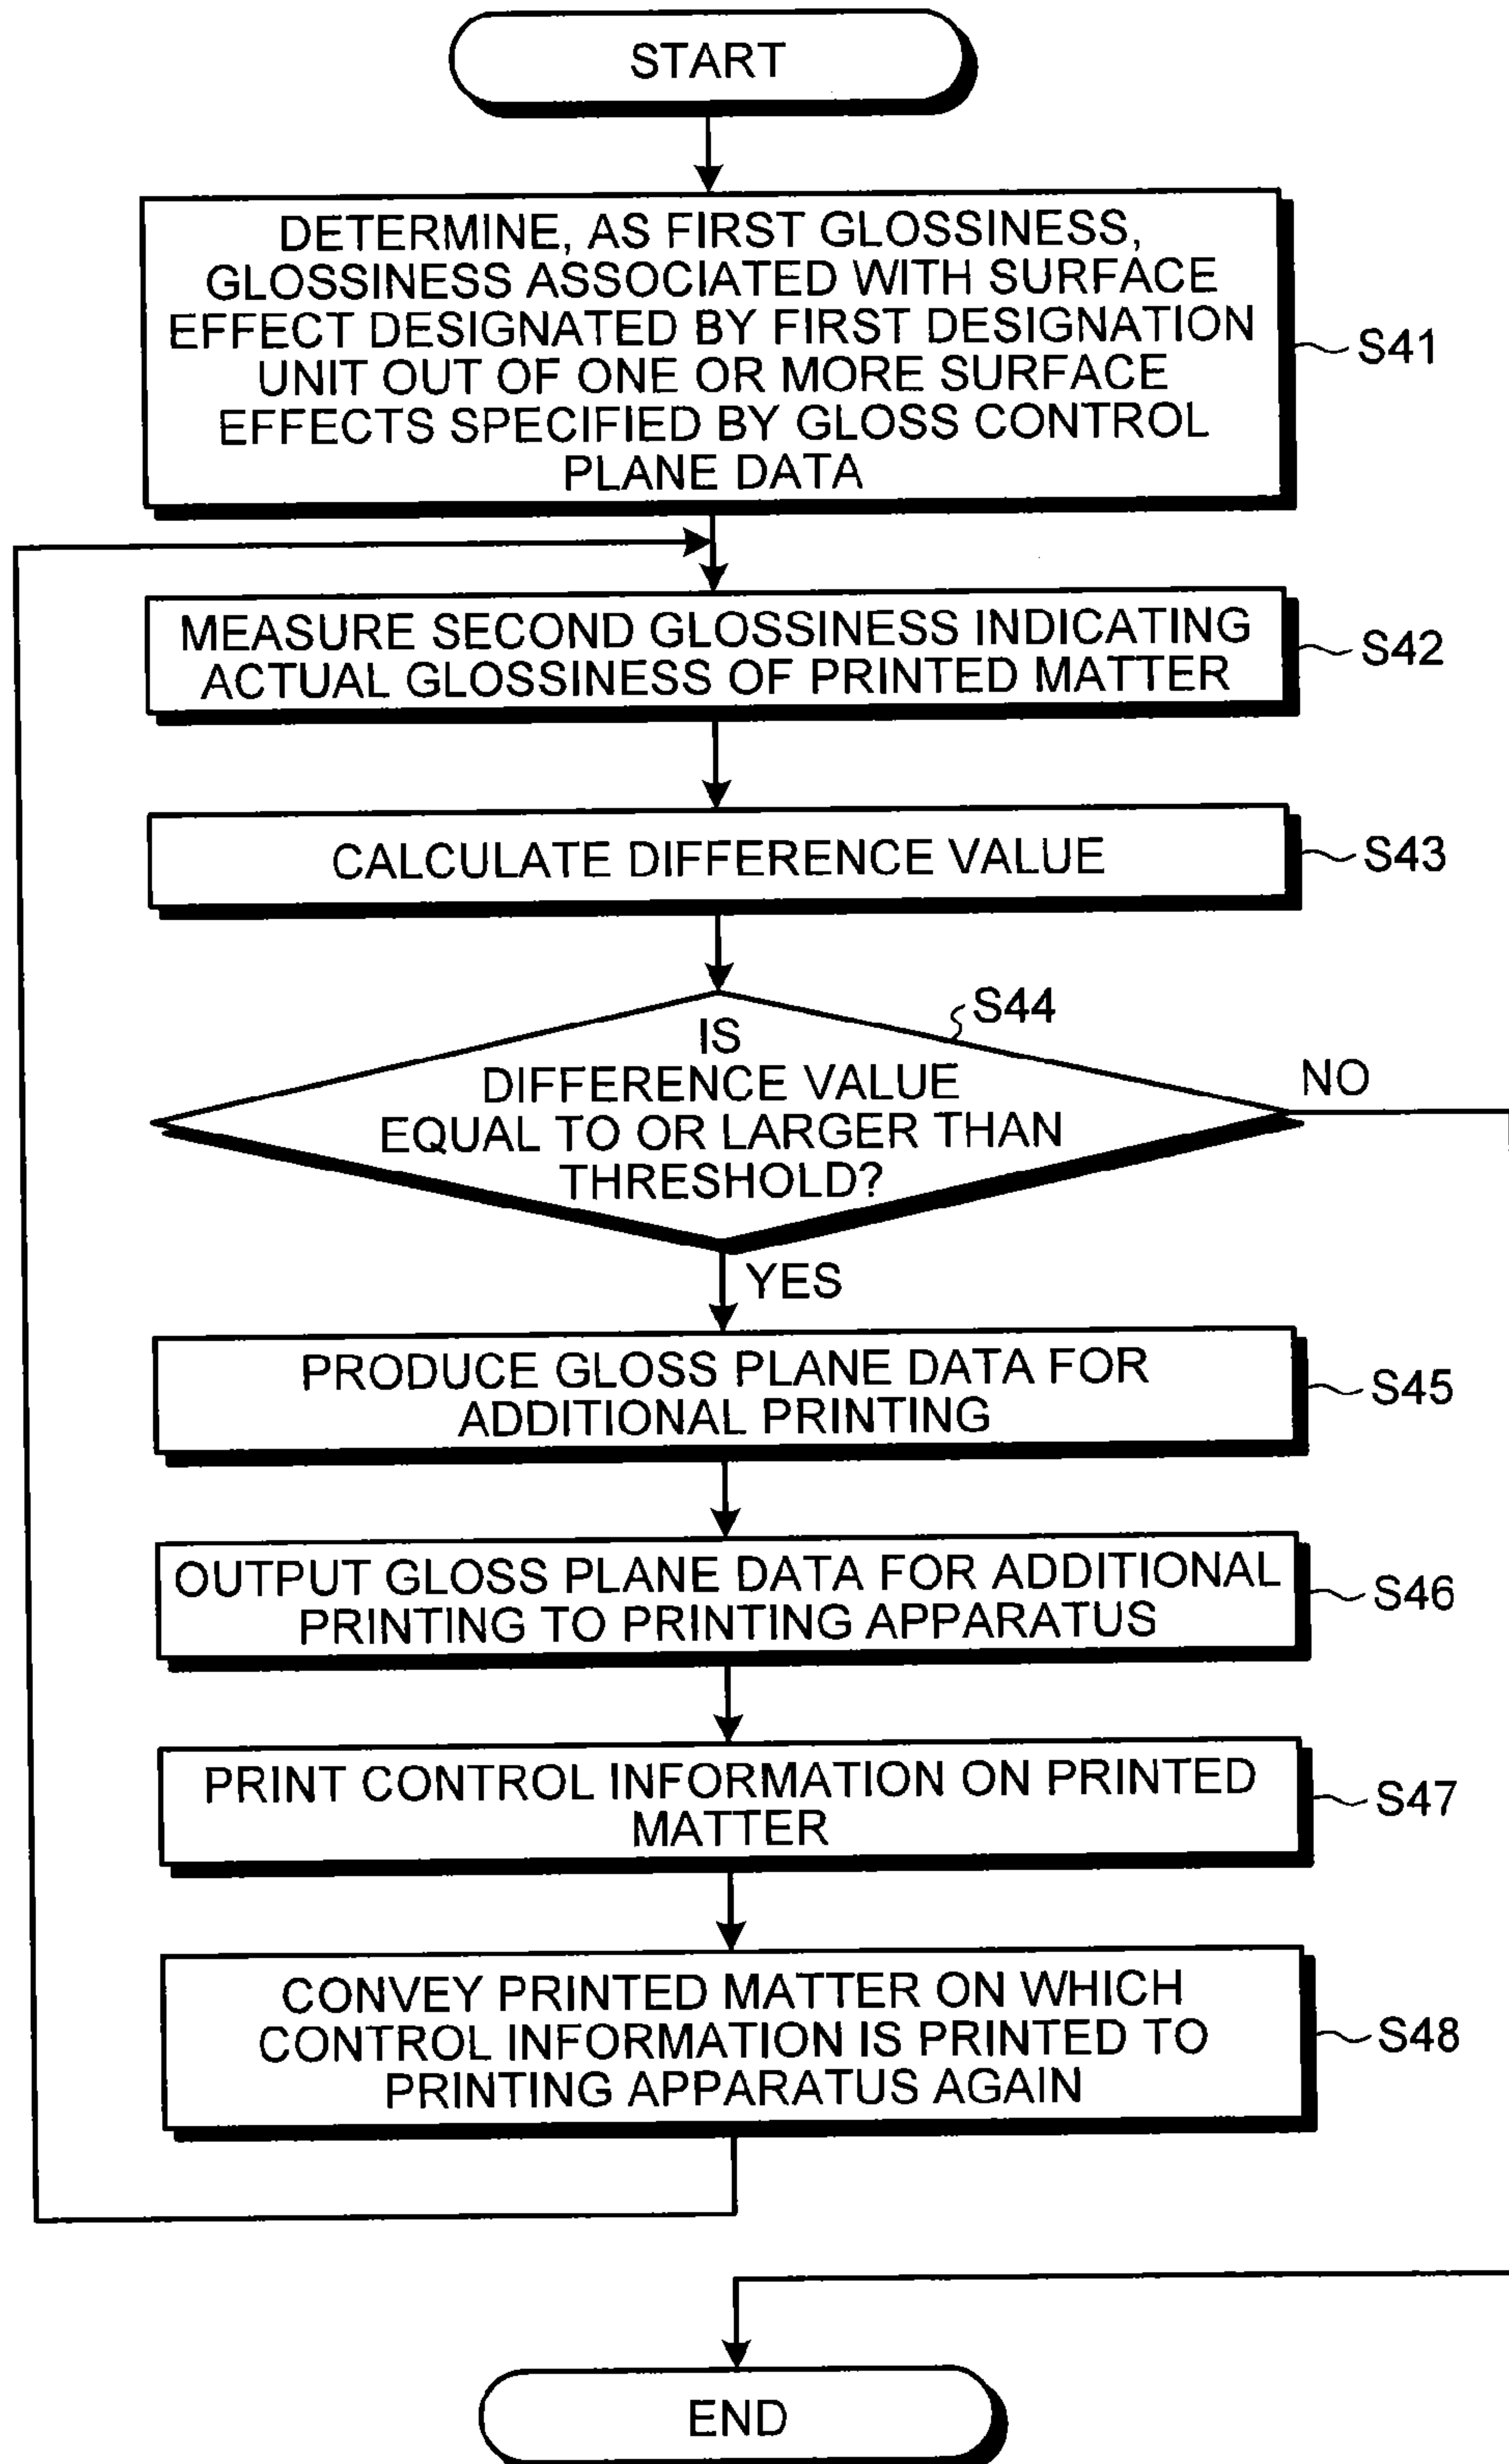 START
DETERMINE, AS FIRST GLOSSINESS,
GLOSSINESS ASSOCIATED WITH SURFACE
EFFECT DESIGNATED BY FIRST DESIGNATION
UNIT OUT OF ONE OR MORE SURFACE
EFFECTS SPECIFIED BY GLOSS CONTROL
PLANE DATA
S41
MEASURE SECOND GLOSSINESS INDICATING
ACTUAL GLOSSINESS OF PRINTED MATTER
S42
CALCULATE DIFFERENCE VALUE
S43
S44
IS
DIFFERENCE VALUE
EQUAL TO OR LARGER THAN
THRESHOLD?
NO
YES
PRODUCE GLOSS PLANE DATA FOR
ADDITIONAL PRINTING
S45
OUTPUT GLOSS PLANE DATA FOR ADDITIONAL
PRINTING TO PRINTING APPARATUS
S46
PRINT CONTROL INFORMATION ON PRINTED
MATTER
S47
CONVEY PRINTED MATTER ON WHICH
CONTROL INFORMATION IS PRINTED TO
PRINTING APPARATUS AGAIN
S48
END